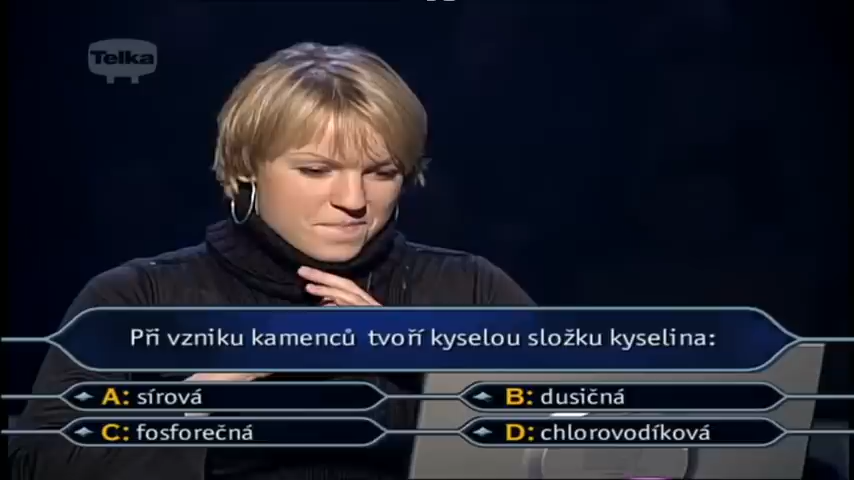 Telka
Při vzniku kamenců tvoří kyselou složku kyselina:
A: sírová
B: dusičná
C: fosforečná
D: chlorovodíková